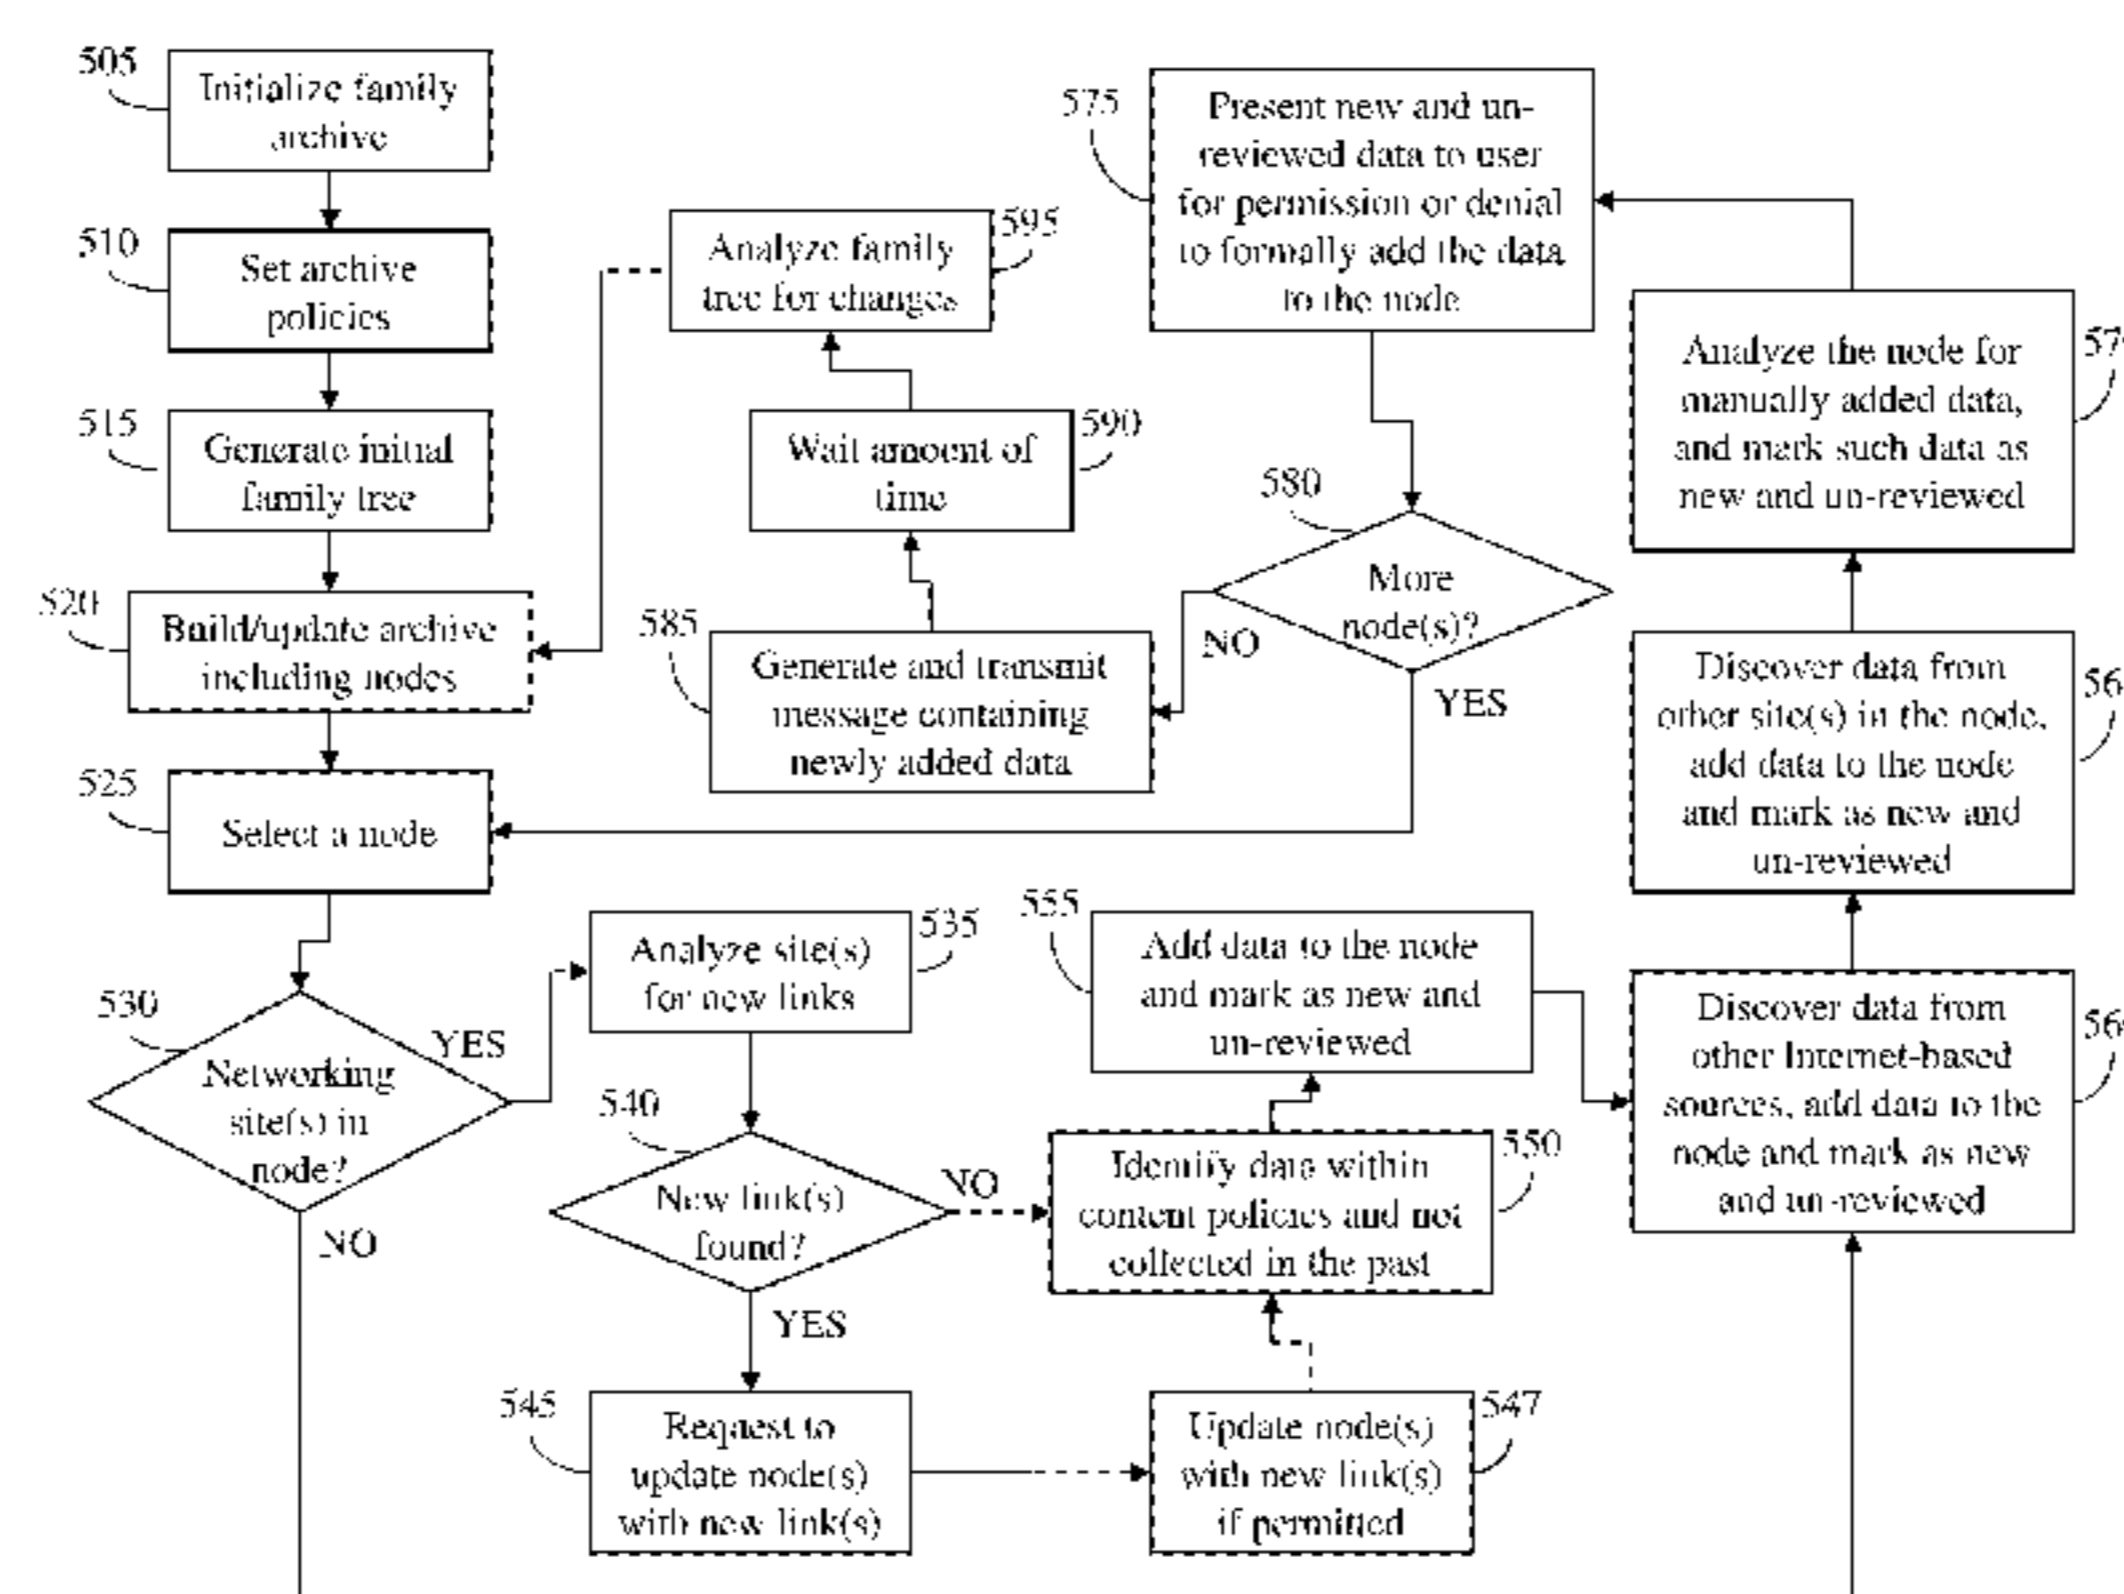 505
Initialize family
archive
510
Set archive
policies
515
Generate initial
family tree
520
Build/update archive
including nodes
525
Select a node
530
Networking
site(s) in
node?
YES
NO
535
Analyze site(s)
for new links
540
New link(s)
found?
NO
YES
545
Request to
update node(s)
with new link(s)
547
Update node(s)
with new link(s)
if permitted
550
Identify data within
content policies and not
collected in the past
555
Add data to the node
and mark as new and
un-reviewed
56
Discover data from
other Internet-based
sources, add data to the
node and mark as new
and un-reviewed
56
Discover data from
other site(s) in the node,
add data to the node
and mark as new and
un-reviewed
57
Analyze the node for
manually added data,
and mark such data as
new and un-reviewed
575
Present new and un-
reviewed data to user
for permission or denial
to formally add the data
to the node
580
More
node(s)?
NO
YES
585
Generate and transmit
message containing
newly added data
590
Wait amount of
time
595
Analyze family
tree for changes